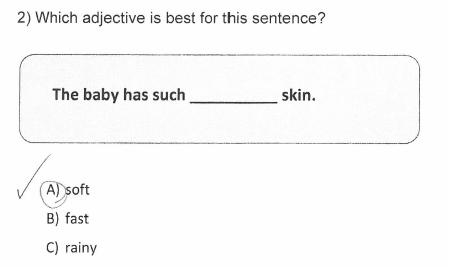 2) Which adjective is best for this sentence?
The baby has such __________ skin.
A) soft
B) fast
C) rainy